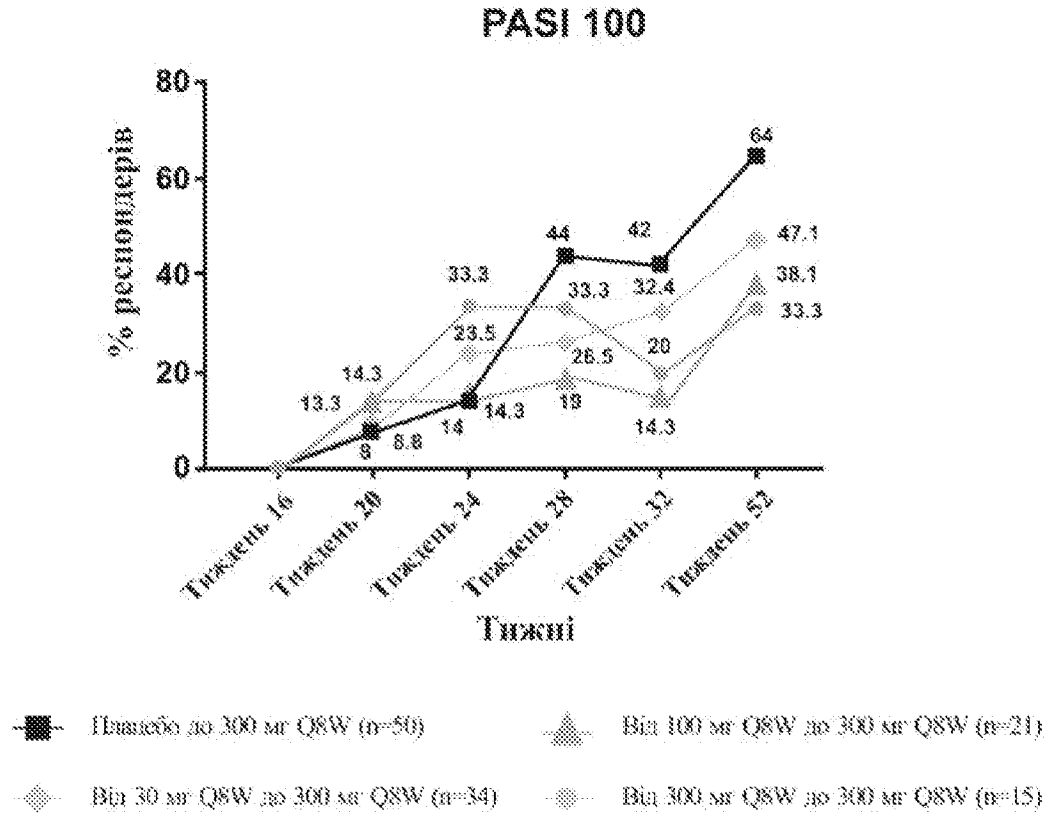 PASI 100
% респондерів
80
60
40
20
0
64
44
42
47.1
38.1
33.3
33.3
33.3
32.4
23.5
26.5
20
14.3
13.3
8
8.8
14
14.3
19
14.3
Тиждень 16
Тиждень 20
Тиждень 24
Тиждень 28
Тиждень 32
Тиждень 52
Тижні
Плацебо до 300 мг Q8W (n=50)
Від 100 мг Q8W до 300 мг Q8W (n=21)
Від 30 мг Q8W до 300 мг Q8W (n=34)
Від 300 мг Q8W до 300 мг Q8W (n=15)